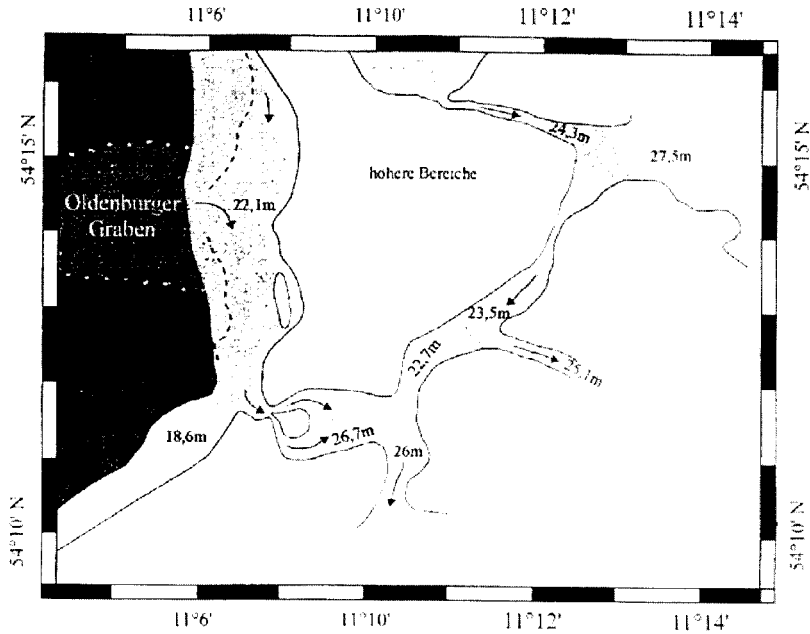 11°6' 11°10' 11°12' 11°14'
54°15' N
24,3m
54°15' N
27,5m
hohere Bereiche
Oldenburger
Graben
22,1m
23,5m
22,7m
25,1m
18,6m
26,7m
26m
54°10' N
54°10' N
11°6' 11°10' 11°12' 11°14'